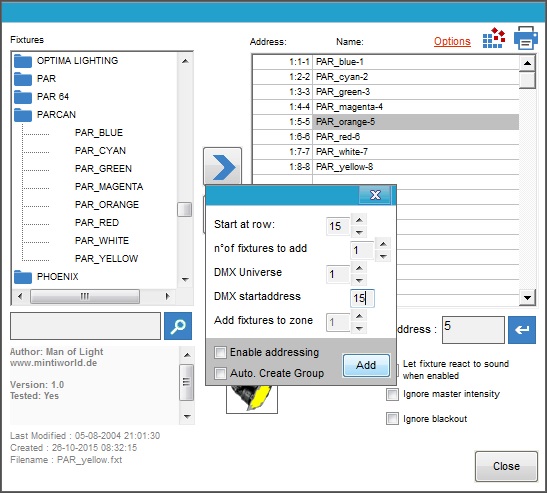 Fixtures
OPTIMA LIGHTING
PAR
PAR 64
PARCAN
PAR_BLUE
PAR_CYAN
PAR_GREEN
PAR_MAGENTA
PAR_ORANGE
PAR_RED
PAR_WHITE
PAR_YELLOW
PHOENIX
Author: Man of Light
www.mintiworld.de
Version: 1.0
Tested: Yes
Last Modified : 05-08-2004 21:01:30
Created : 26-10-2015 08:32:15
Filename : PAR_yellow.fxt
Address: Name: Options
1:1-1 PAR_blue-1
1:2-2 PAR_cyan-2
1:3-3 PAR_green-3
1:4-4 PAR_magenta-4
1:5-5 PAR_orange-5
1:6-6 PAR_red-6
1:7-7 PAR_white-7
1:8-8 PAR_yellow-8
Start at row: 15
n°of fixtures to add 1
DMX Universe 1
DMX startaddress 15
Add fixtures to zone 1
Enable addressing
Auto. Create Group
Add
ddress : 5
Let fixture react to sound
when enabled
Ignore master intensity
Ignore blackout
Close